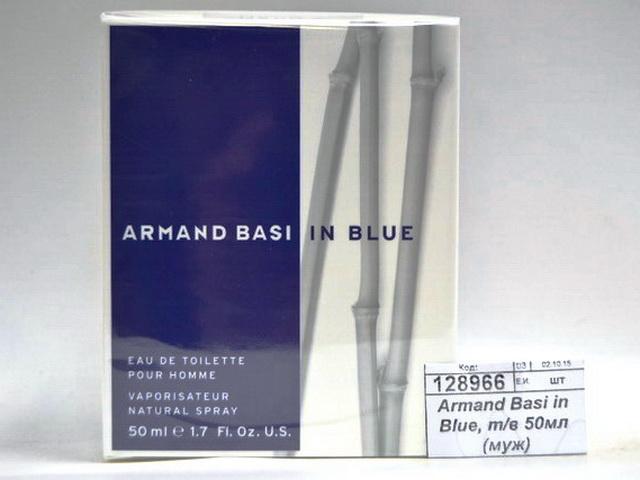 ARMAND BASI IN BLUE
EAU DE TOILETTE
POUR HOMME
VAPORISATEUR
NATURAL SPRAY
50 ml ℮ 1.7 Fl. Oz. U.S.
Код: 02.10.15
128966 Е.И. шт
Armand Basi in
Blue, т/в 50мл
(муж)